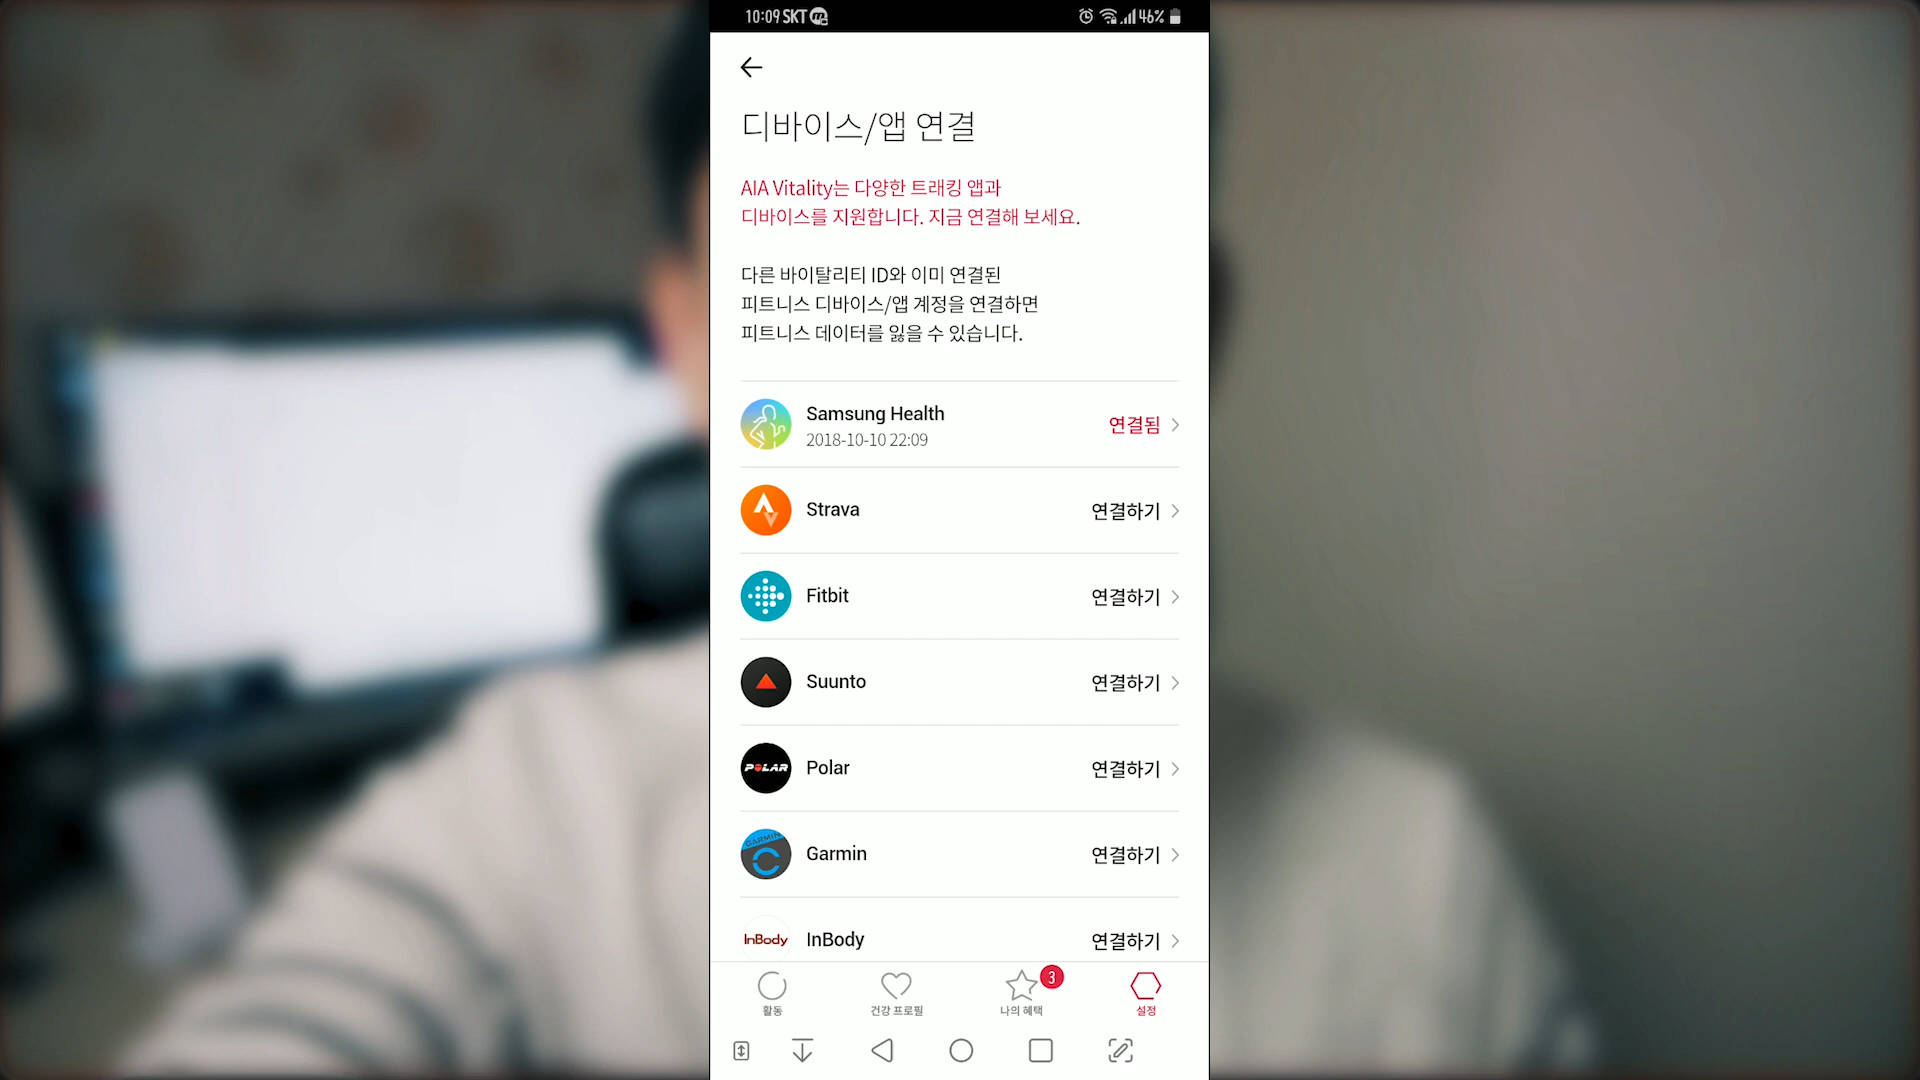 10:09 SKT
46%
디바이스/앱 연결
AIA Vitality는 다양한 트래킹 앱과
디바이스를 지원합니다. 지금 연결해 보세요.
다른 바이탈리티 ID와 이미 연결된
피트니스 디바이스/앱 계정을 연결하면
피트니스 데이터를 잃을 수 있습니다.
Samsung Health
2018-10-10 22:09
연결됨
Strava
연결하기
Fitbit
연결하기
Suunto
연결하기
POLAR
Polar
연결하기
GARMIN
Garmin
연결하기
InBody
InBody
연결하기
활동
건강 프로필
3
나의 혜택
설정